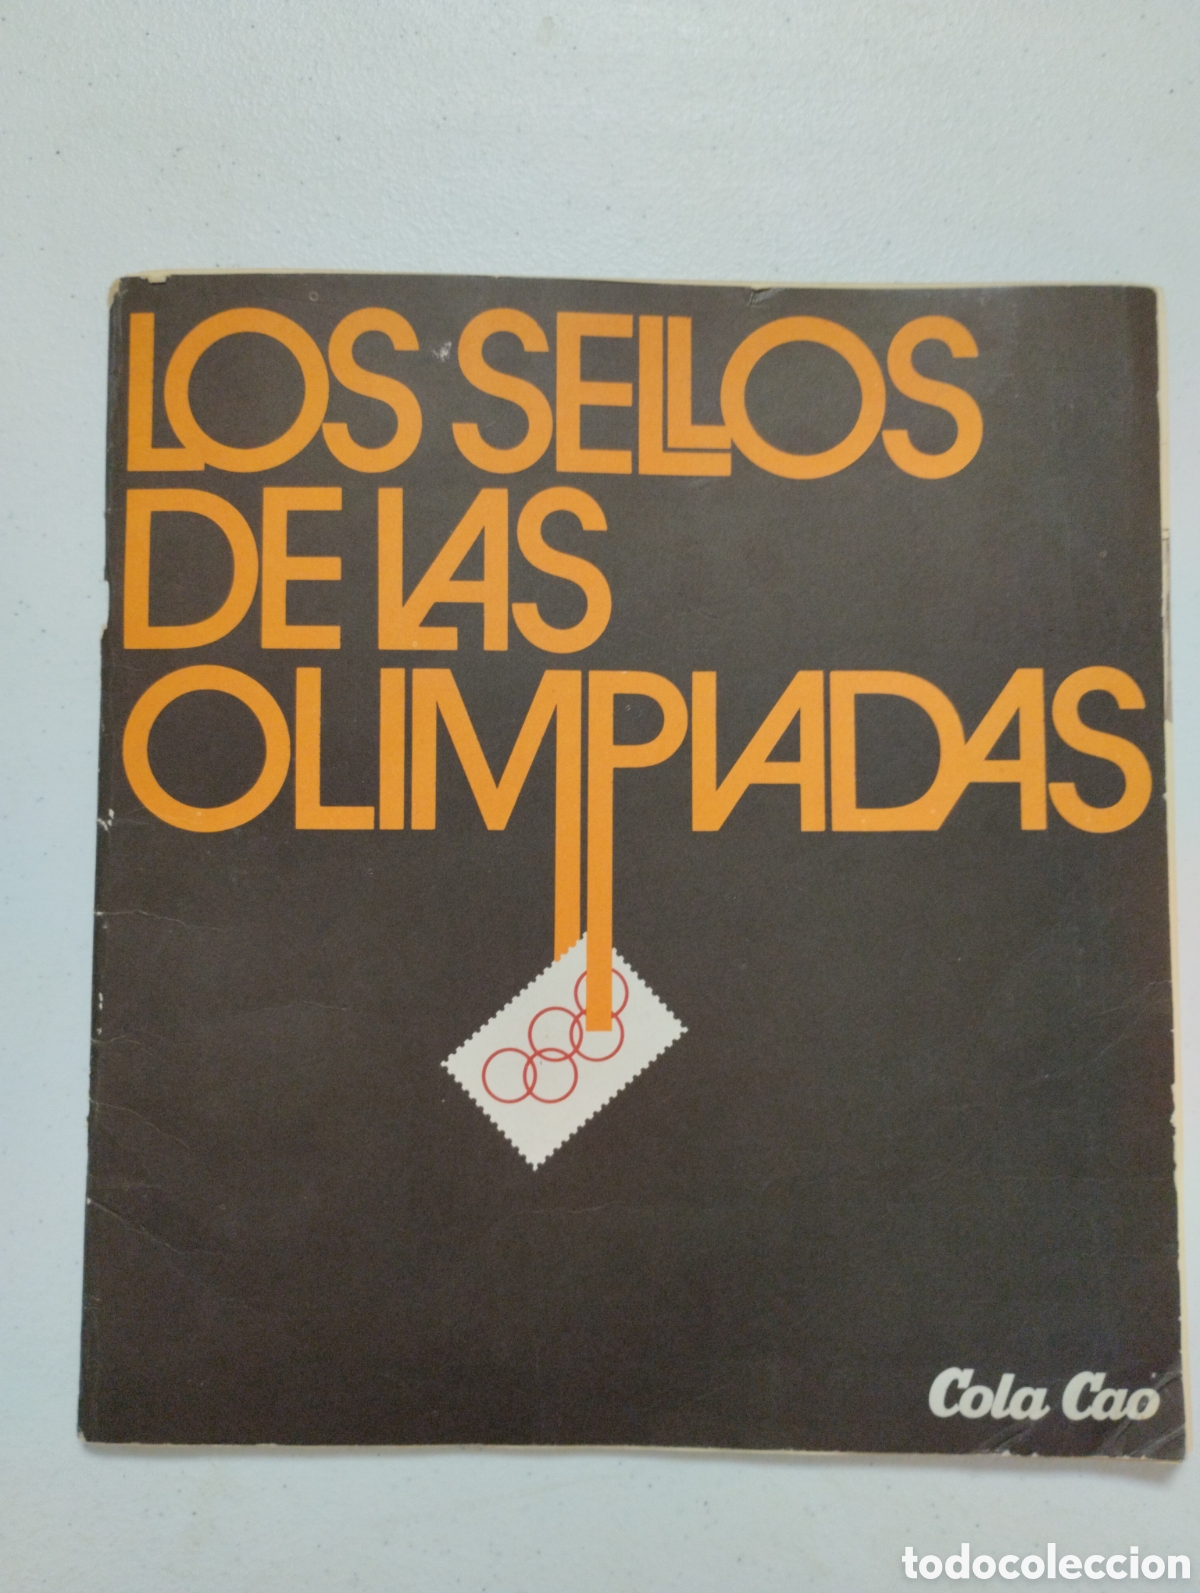 LOS SELLOS
DE LAS
OLIMPIADAS
Cola Cao
todocoleccion